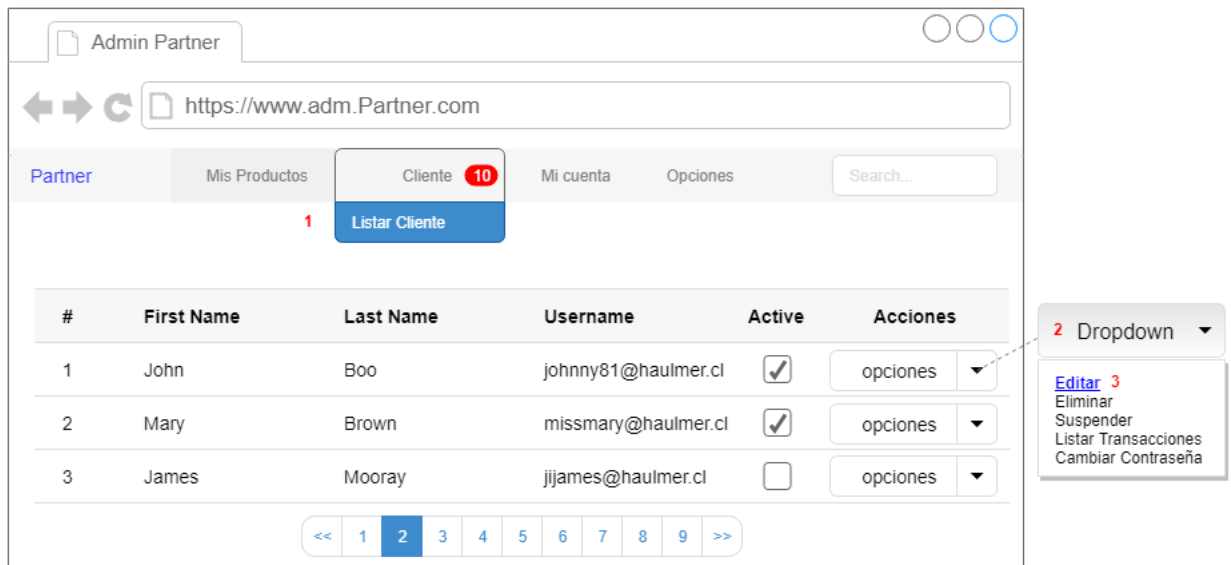 Admin Partner
https://www.adm.Partner.com
Partner Mis Productos Cliente 10 Mi cuenta Opciones Search...
1 Listar Cliente
# First Name Last Name Username Active Acciones
1 John Boo johnny81@haulmer.cl opciones
2 Mary Brown missmary@haulmer.cl opciones
3 James Mooray jijames@haulmer.cl opciones
<< 1 2 3 4 5 6 7 8 9 >>
2 Dropdown
Editar 3
Eliminar
Suspender
Listar Transacciones
Cambiar Contraseña